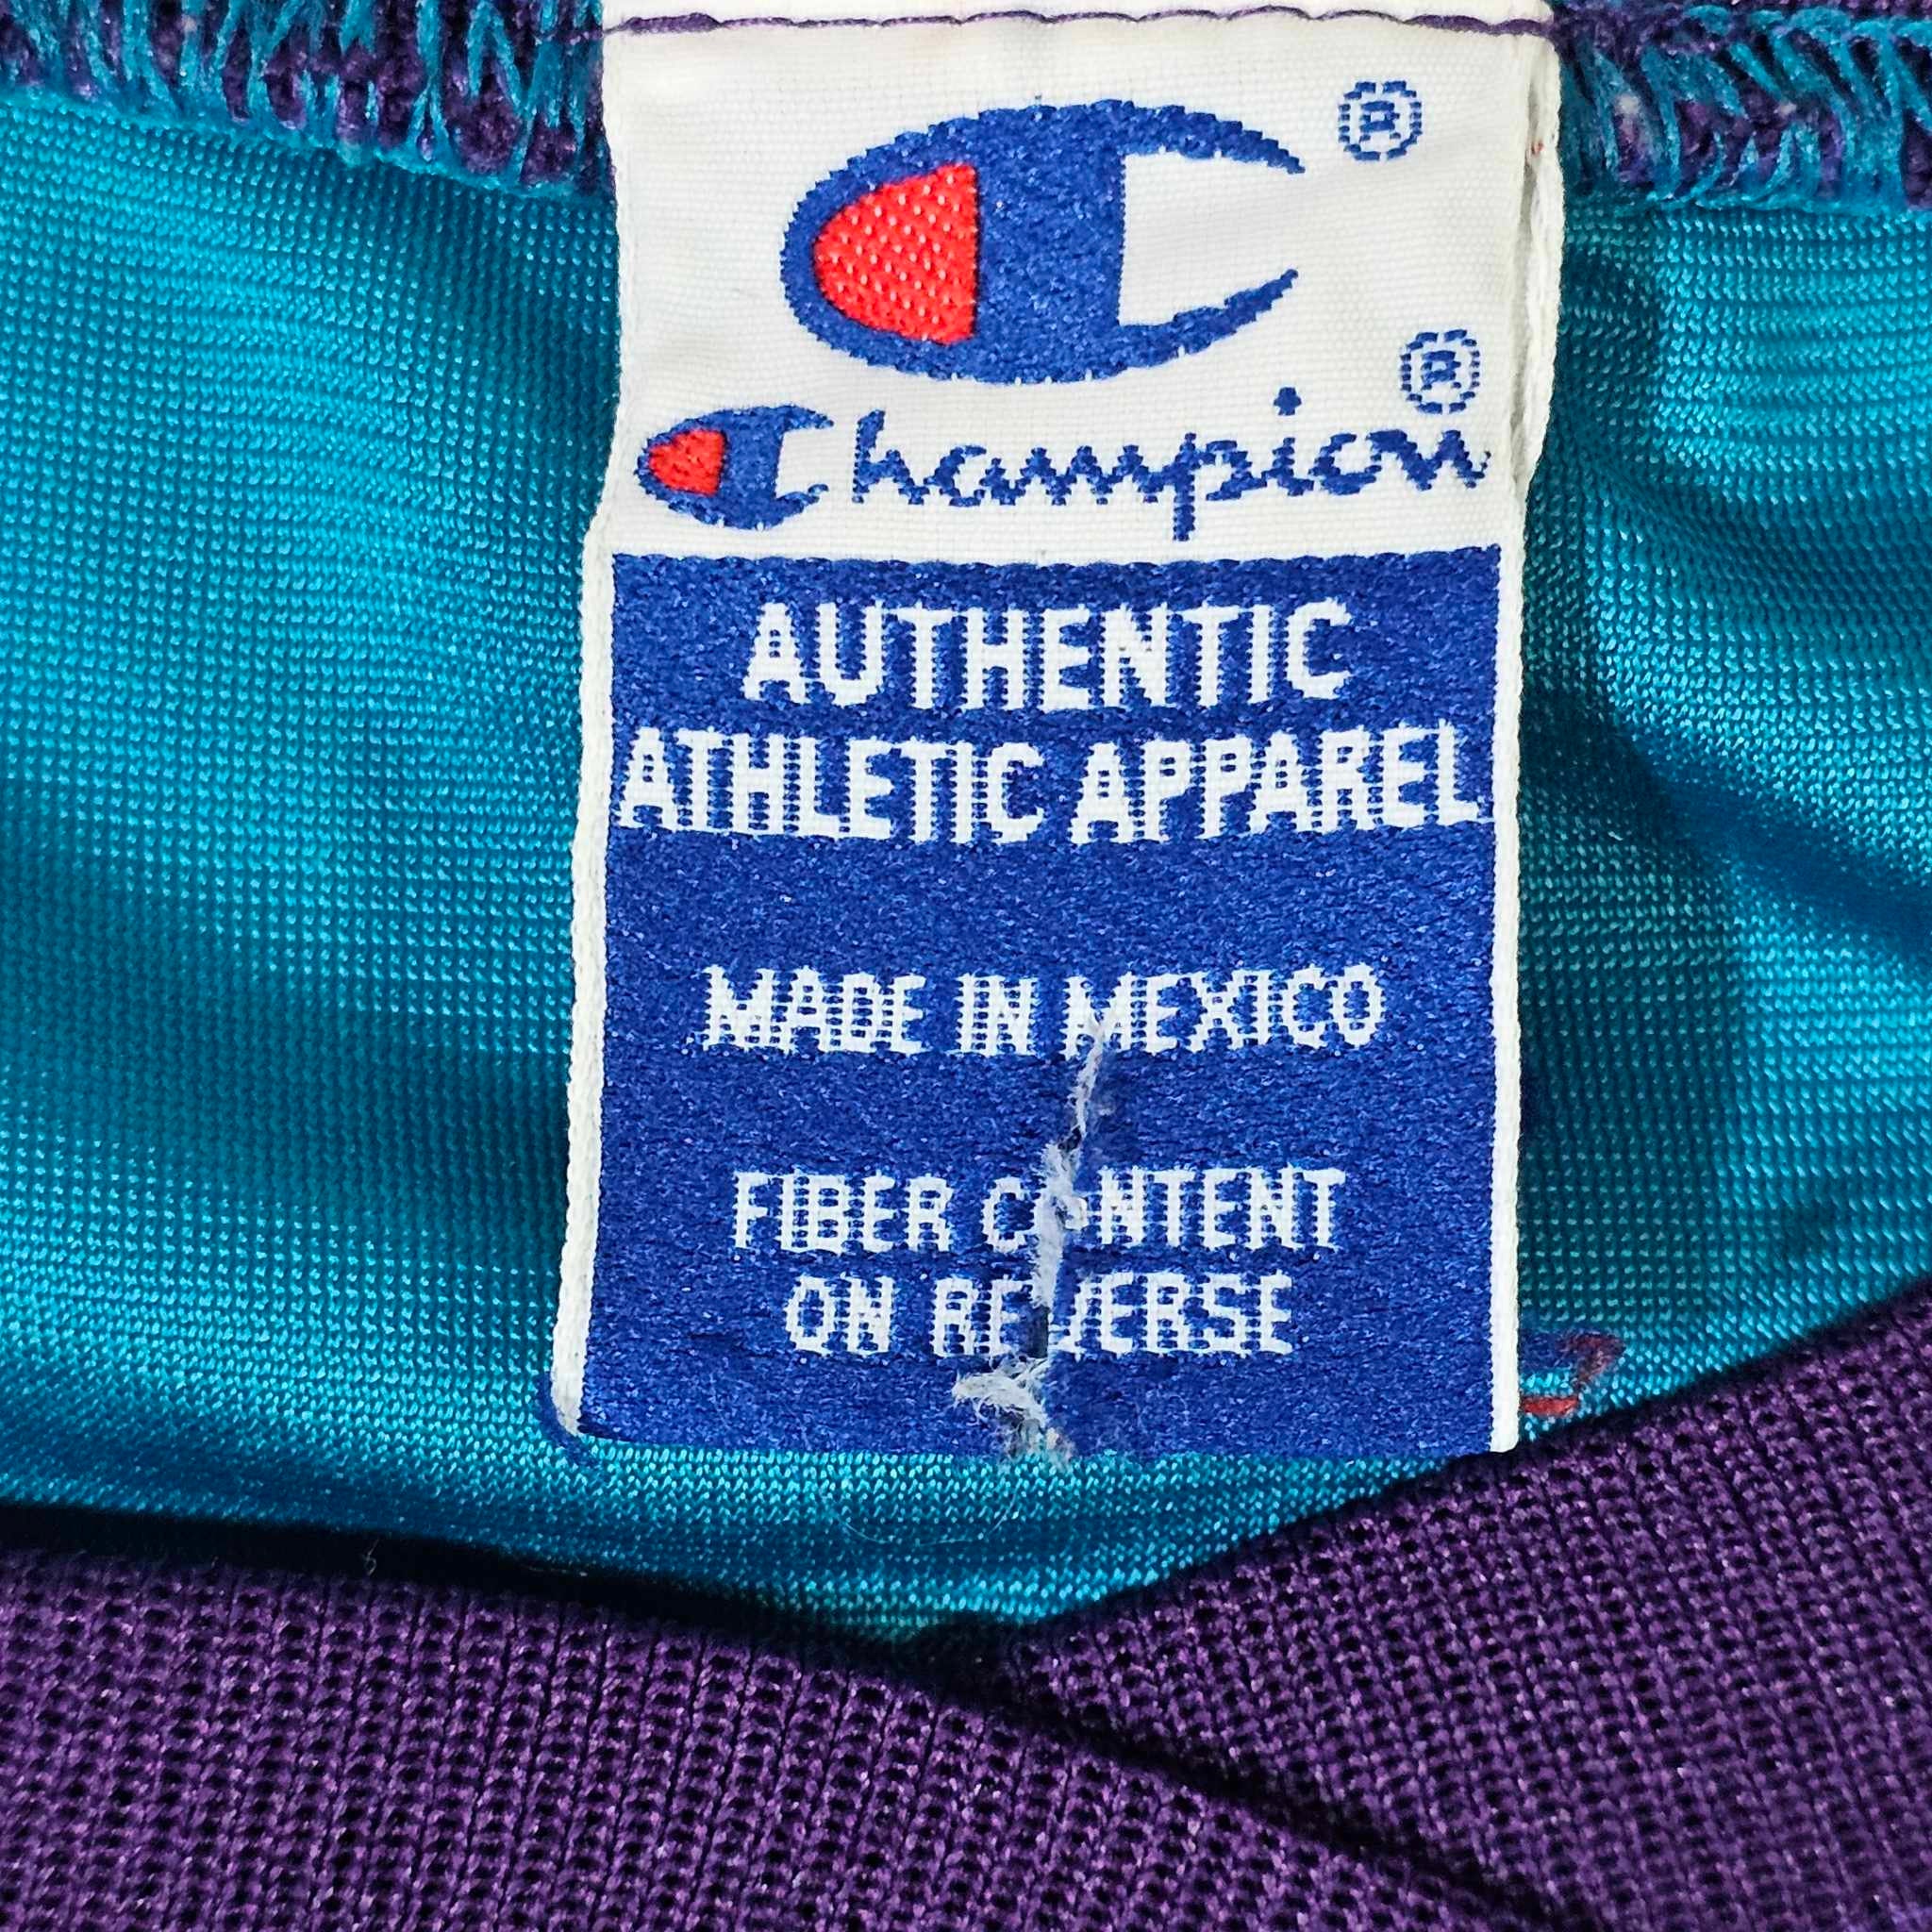 ®
Champion®
AUTHENTIC
ATHLETIC APPAREL
MADE IN MEXICO
FIBER CONTENT
ON REVERSE